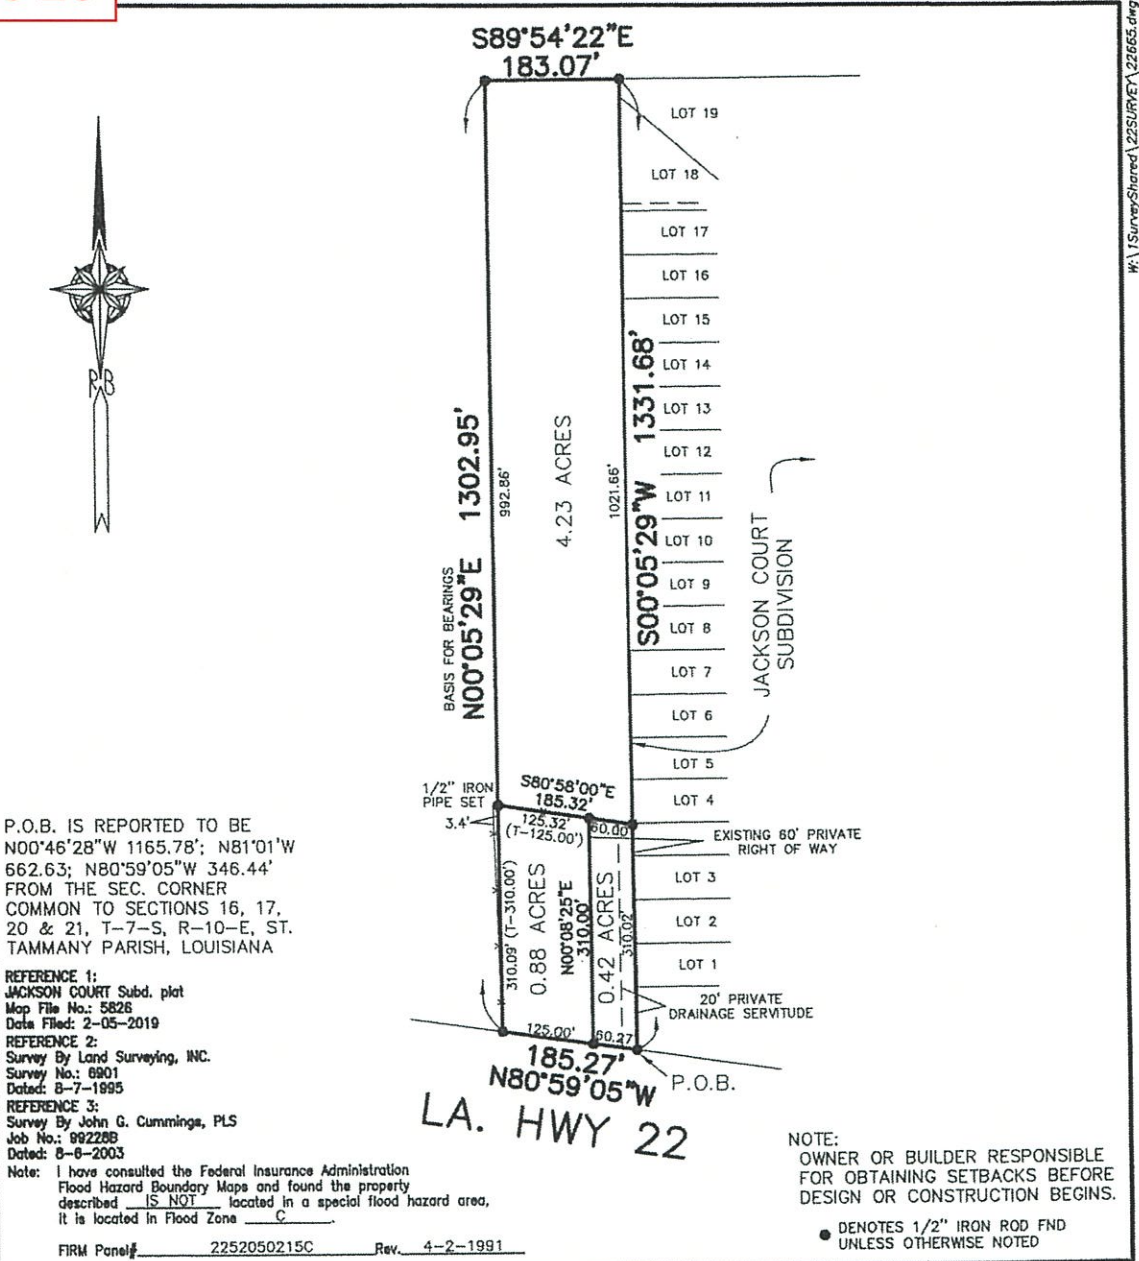 W:\1SurveyShared\22SURVEY\22665.dwg
S89°54'22"E
183.07'
LOT 19
LOT 18
LOT 17
LOT 16
LOT 15
LOT 14
LOT 13
LOT 12
LOT 11
LOT 10
LOT 9
LOT 8
LOT 7
LOT 6
LOT 5
LOT 4
LOT 3
LOT 2
LOT 1
RB
BASIS FOR BEARINGS
N00°05'29"E 1302.95'
992.86'
4.23 ACRES
1021.66'
S00°05'29"W 1331.68'
JACKSON COURT
SUBDIVISION
1/2" IRON
PIPE SET
3.4'
S80°58'00"E
185.32'
125.32'
(T-125.00')
60.00'
EXISTING 60' PRIVATE
RIGHT OF WAY
310.09' (T-310.00')
0.88 ACRES
N00°08'25"E
310.00'
0.42 ACRES
310.02'
20' PRIVATE
DRAINAGE SERVITUDE
125.00'
60.27'
185.27'
N80°59'05"W
P.O.B.
LA. HWY 22
P.O.B. IS REPORTED TO BE
N00°46'28"W 1165.78'; N81°01'W
662.63; N80°59'05"W 346.44'
FROM THE SEC. CORNER
COMMON TO SECTIONS 16, 17,
20 & 21, T-7-S, R-10-E, ST.
TAMMANY PARISH, LOUISIANA
REFERENCE 1:
JACKSON COURT Subd. plat
Map File No.: 5826
Date Filed: 2-05-2019
REFERENCE 2:
Survey By Land Surveying, INC.
Survey No.: 6901
Dated: 8-7-1995
REFERENCE 3:
Survey By John G. Cummings, PLS
Job No.: 99228B
Dated: 8-6-2003
Note: I have consulted the Federal Insurance Administration
Flood Hazard Boundary Maps and found the property
described IS NOT located in a special flood hazard area,
it is located in Flood Zone C.
FIRM Panel# 2252050215C Rev. 4-2-1991
NOTE:
OWNER OR BUILDER RESPONSIBLE
FOR OBTAINING SETBACKS BEFORE
DESIGN OR CONSTRUCTION BEGINS.
● DENOTES 1/2" IRON ROD FND
UNLESS OTHERWISE NOTED